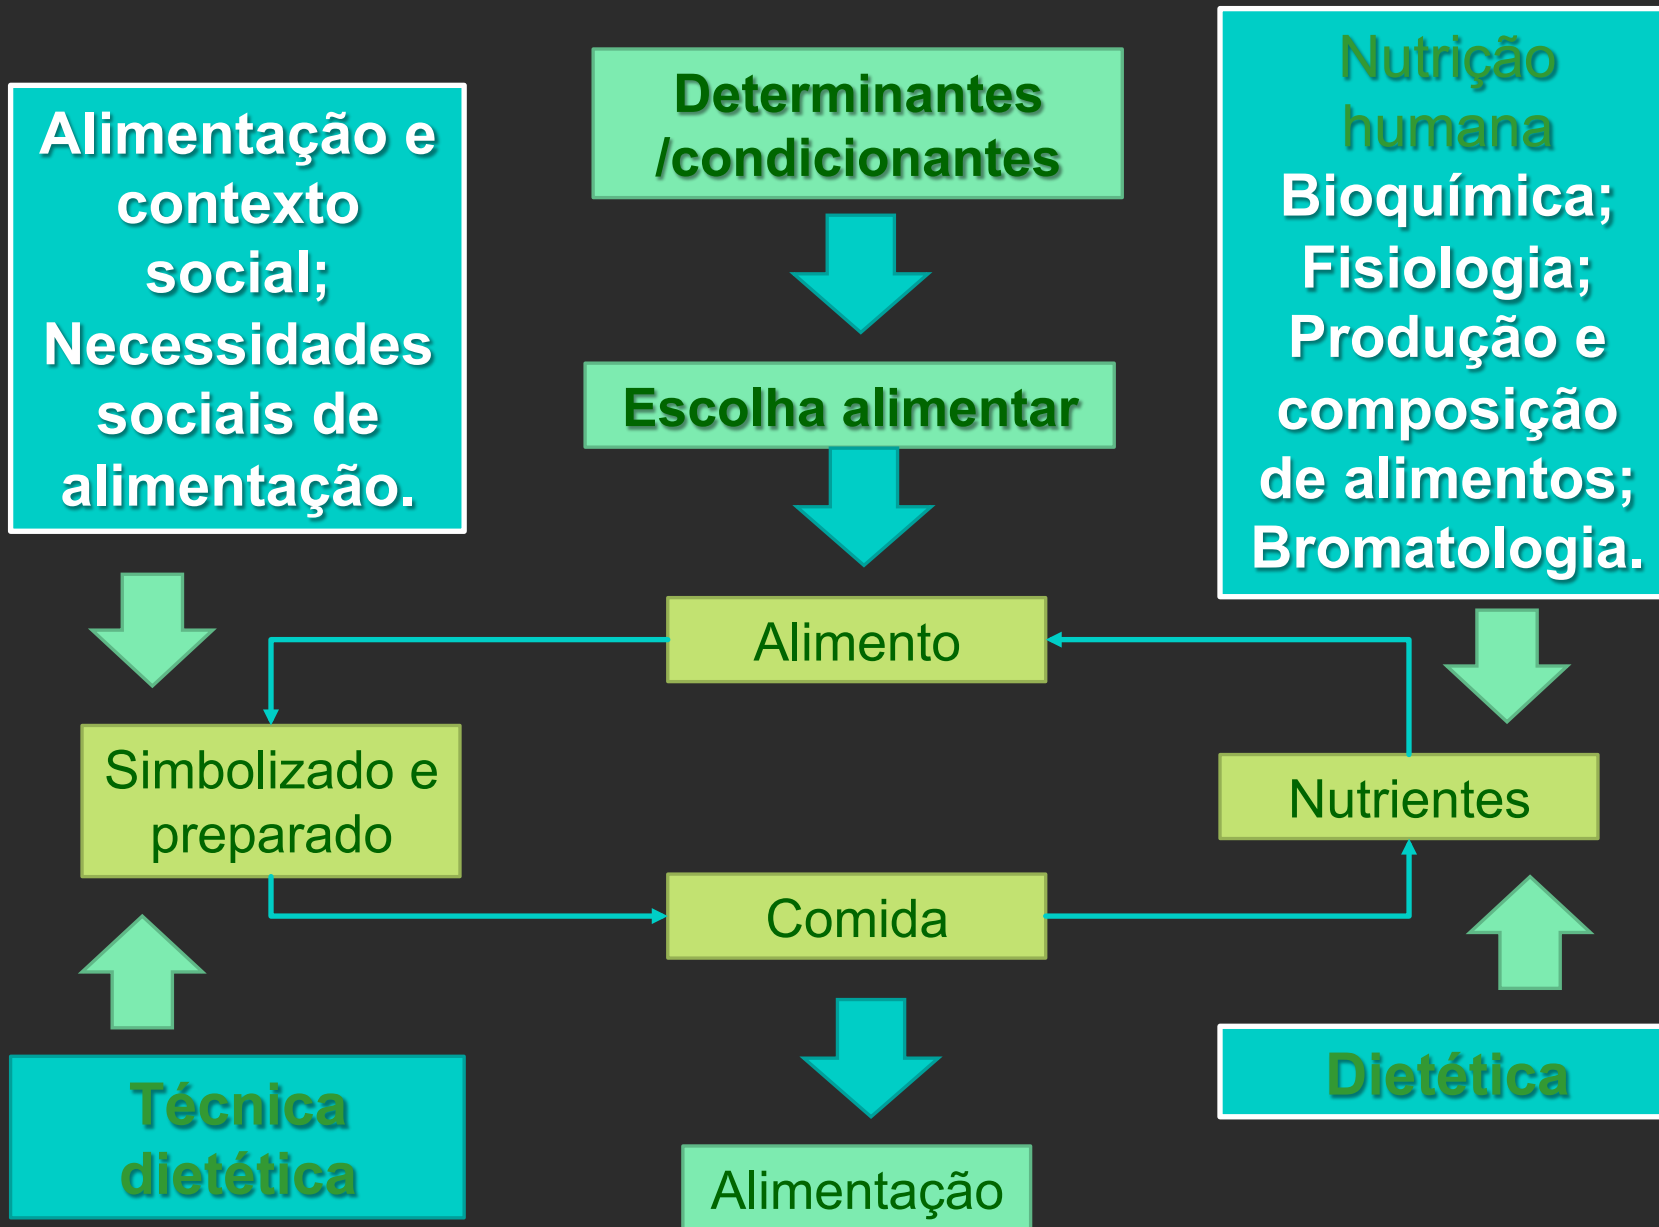 Alimentação e
contexto
social;
Necessidades
sociais de
alimentação.
Determinantes
/condicionantes
Nutrição
humana
Bioquímica;
Fisiologia;
Produção e
composição
de alimentos;
Bromatologia.
Escolha alimentar
Alimento
Simbolizado e
preparado
Nutrientes
Comida
Técnica
dietética
Dietética
Alimentação